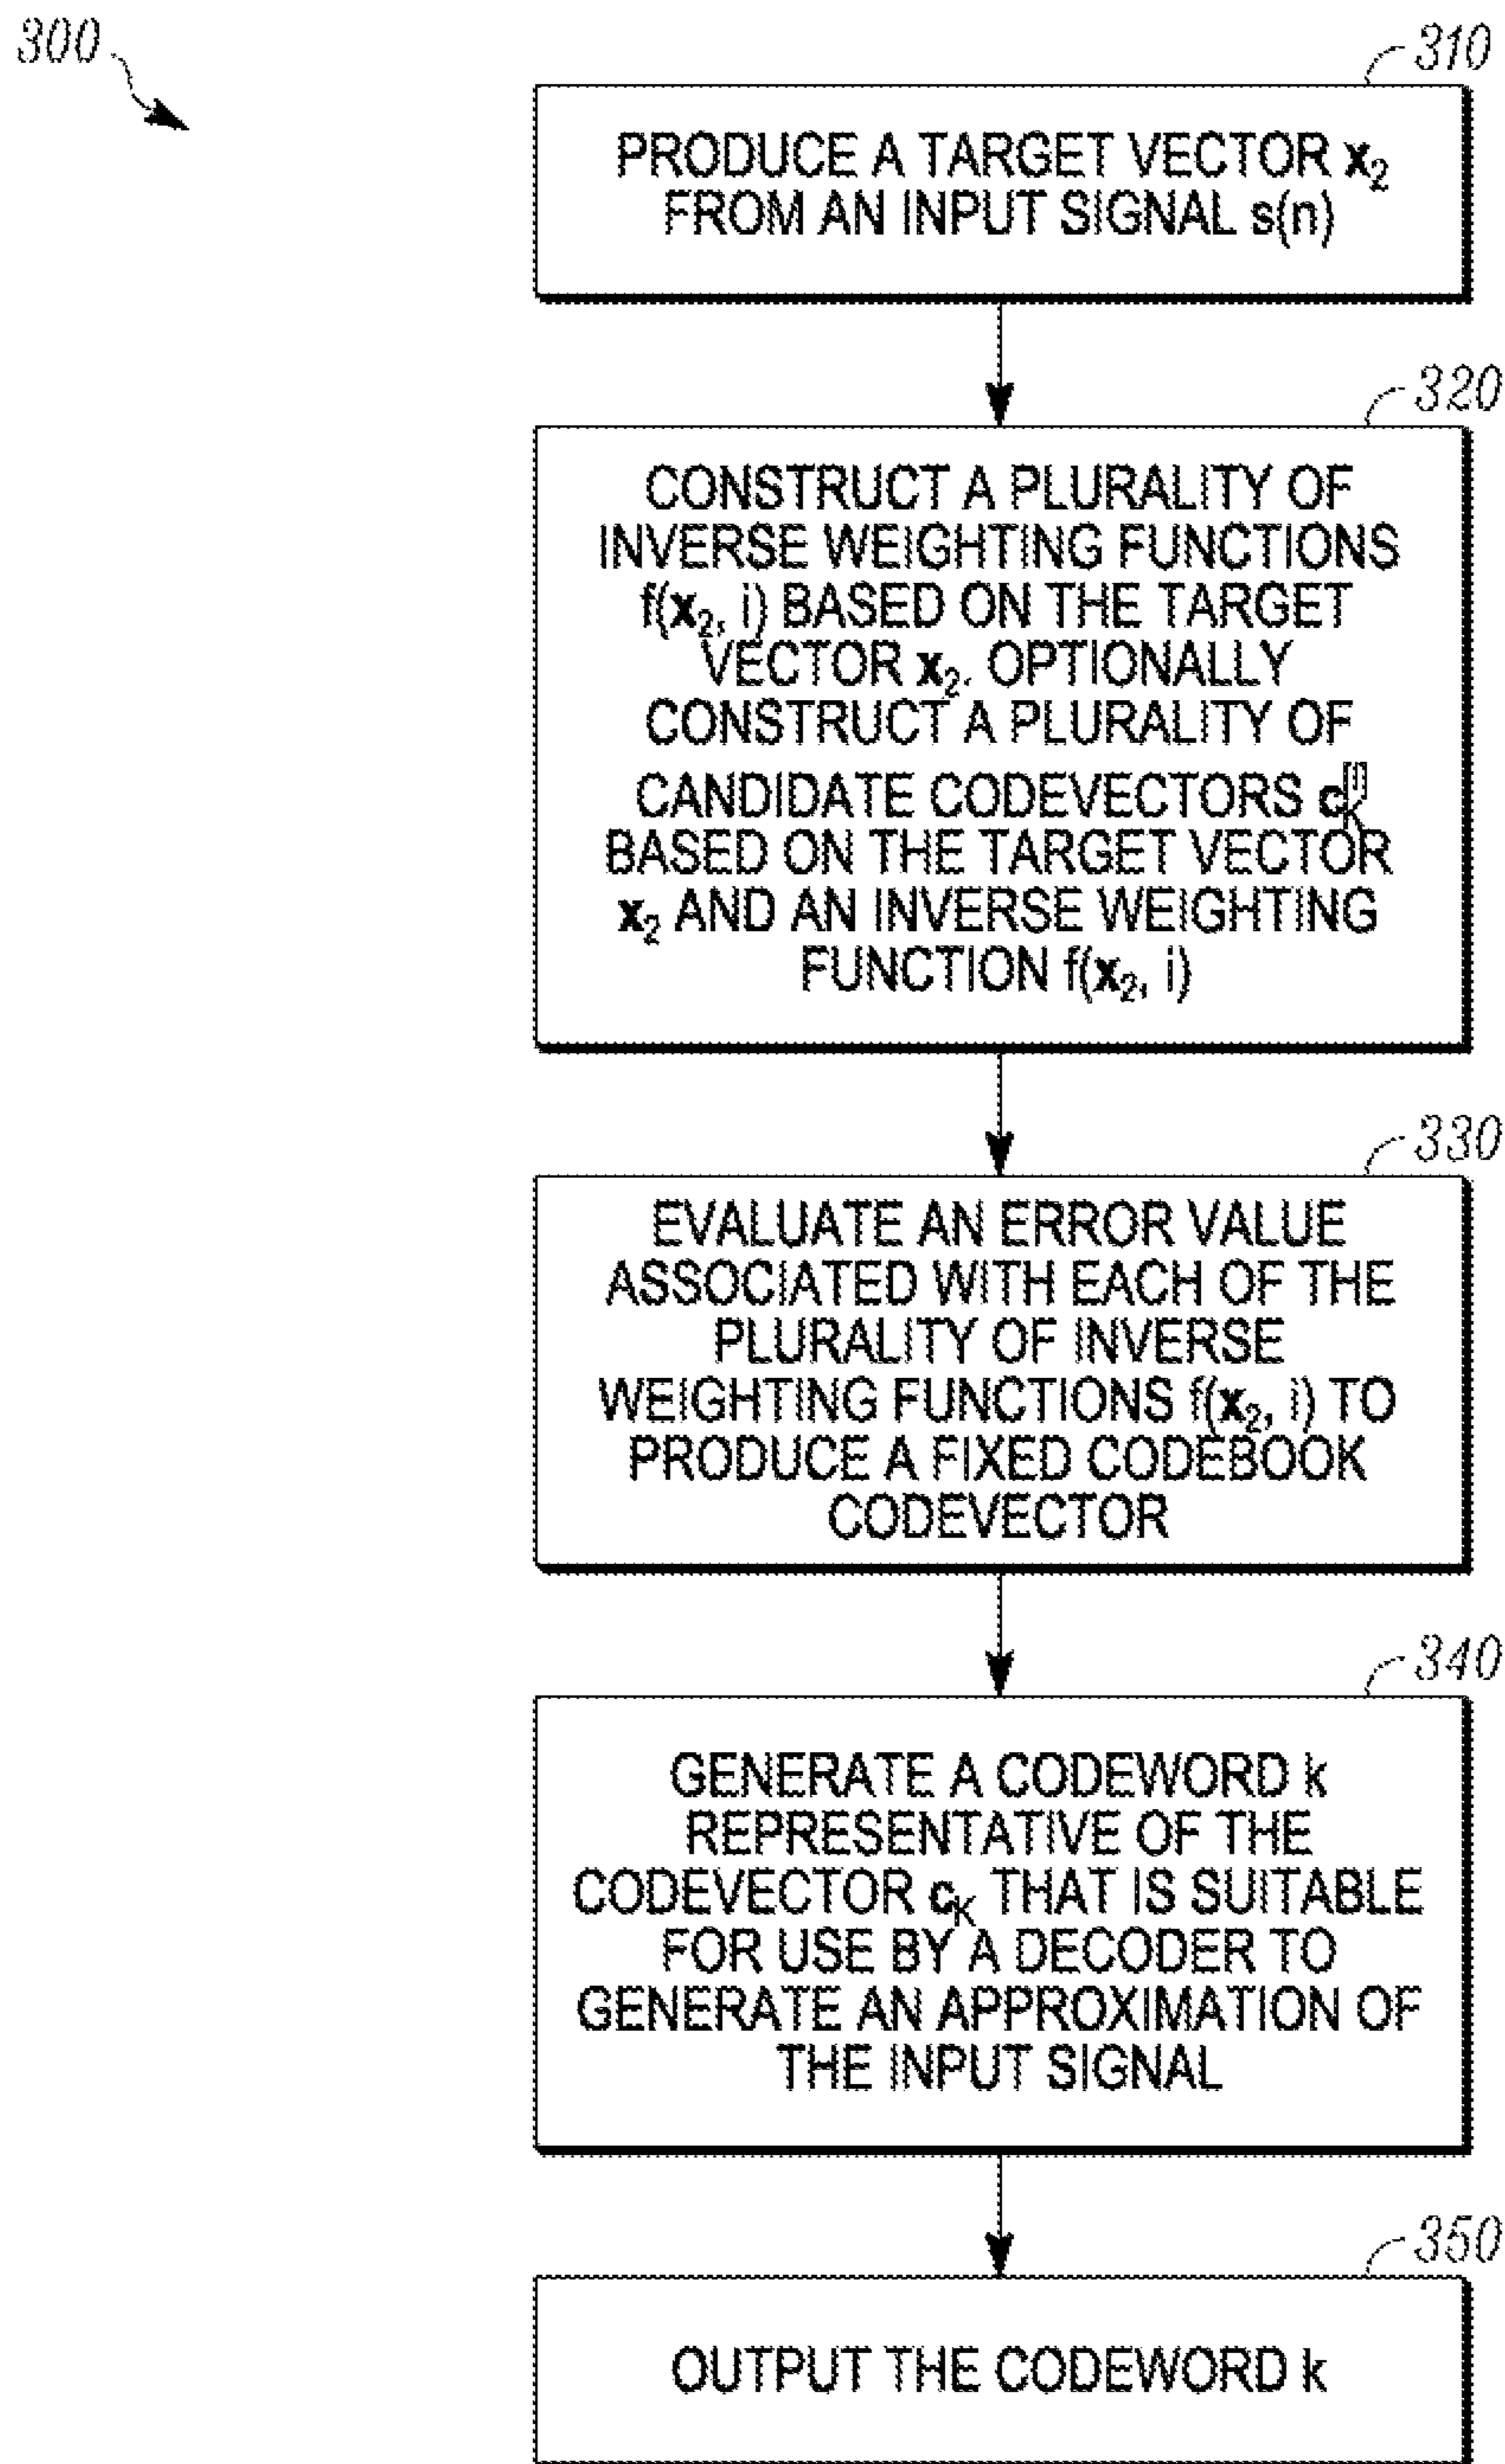 300
310
PRODUCE A TARGET VECTOR x₂
FROM AN INPUT SIGNAL s(n)
320
CONSTRUCT A PLURALITY OF
INVERSE WEIGHTING FUNCTIONS
f(x₂, i) BASED ON THE TARGET
VECTOR x₂. OPTIONALLY
CONSTRUCT A PLURALITY OF
CANDIDATE CODEVECTORS c_K^[i]
BASED ON THE TARGET VECTOR
x₂ AND AN INVERSE WEIGHTING
FUNCTION f(x₂, i)
330
EVALUATE AN ERROR VALUE
ASSOCIATED WITH EACH OF THE
PLURALITY OF INVERSE
WEIGHTING FUNCTIONS f(x₂, i) TO
PRODUCE A FIXED CODEBOOK
CODEVECTOR
340
GENERATE A CODEWORD k
REPRESENTATIVE OF THE
CODEVECTOR c_K THAT IS SUITABLE
FOR USE BY A DECODER TO
GENERATE AN APPROXIMATION OF
THE INPUT SIGNAL
350
OUTPUT THE CODEWORD k